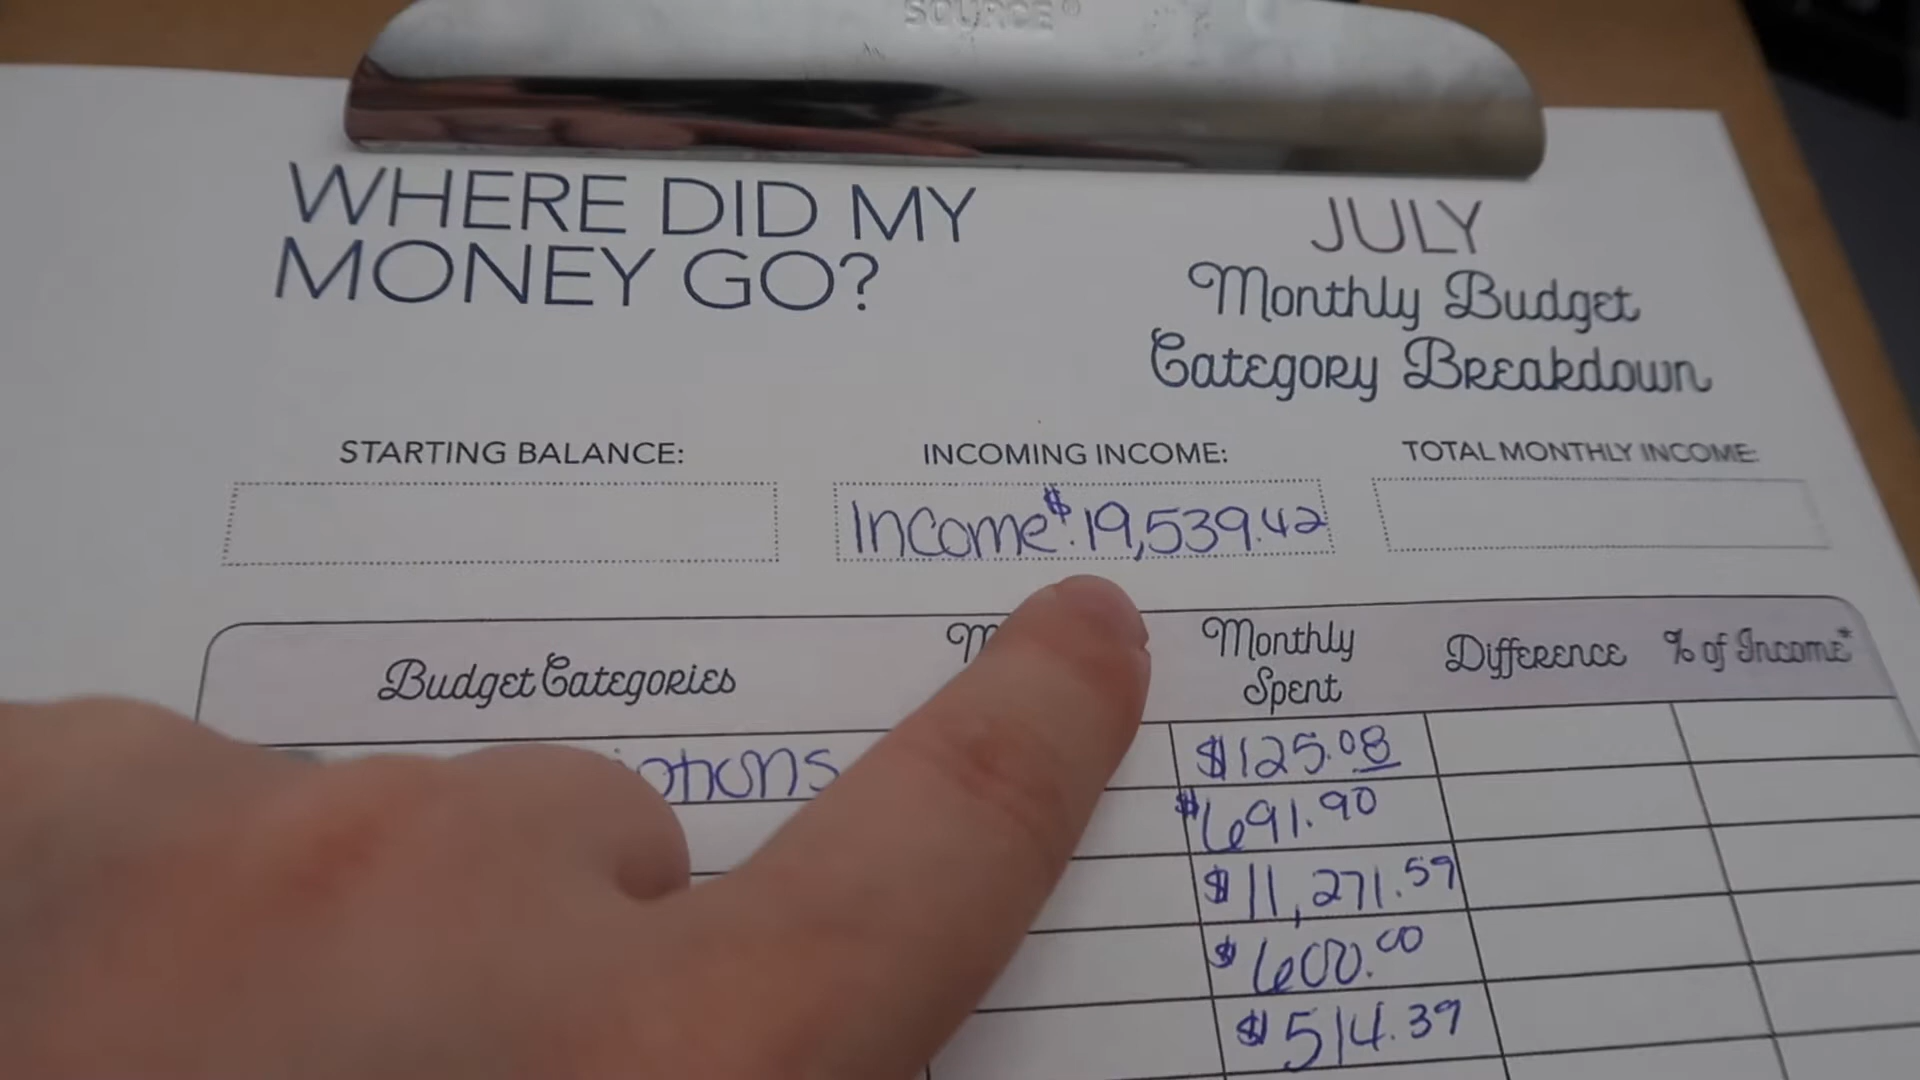 SOURCE
WHERE DID MY
MONEY GO?
JULY
Monthly Budget
Category Breakdown
STARTING BALANCE:
INCOMING INCOME:
TOTAL MONTHLY INCOME:
Income: $19,539.42
Budget Categories
Monthly
Spent
Difference
% of Income*
$125.08
$691.90
$11,271.59
$600.00
$514.39